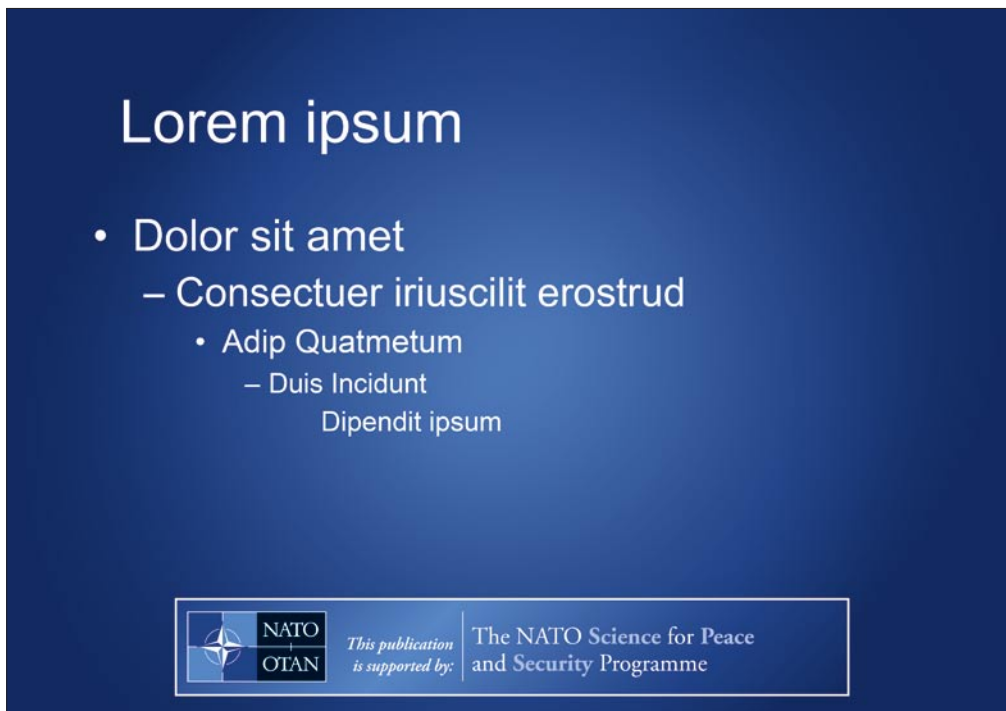 Lorem ipsum
• Dolor sit amet
– Consectuer iriuscilit erostrud
• Adip Quatmetum
– Duis Incidunt
Dipendit ipsum
NATO
OTAN
This publication
is supported by:
The NATO Science for Peace
and Security Programme